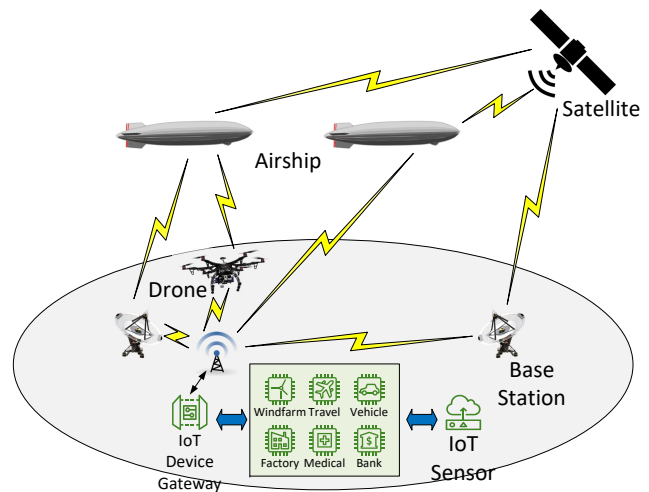 Satellite
Airship
Drone
Base
Station
Windfarm Travel Vehicle
Factory Medical Bank
IoT
Device
Gateway
IoT
Sensor